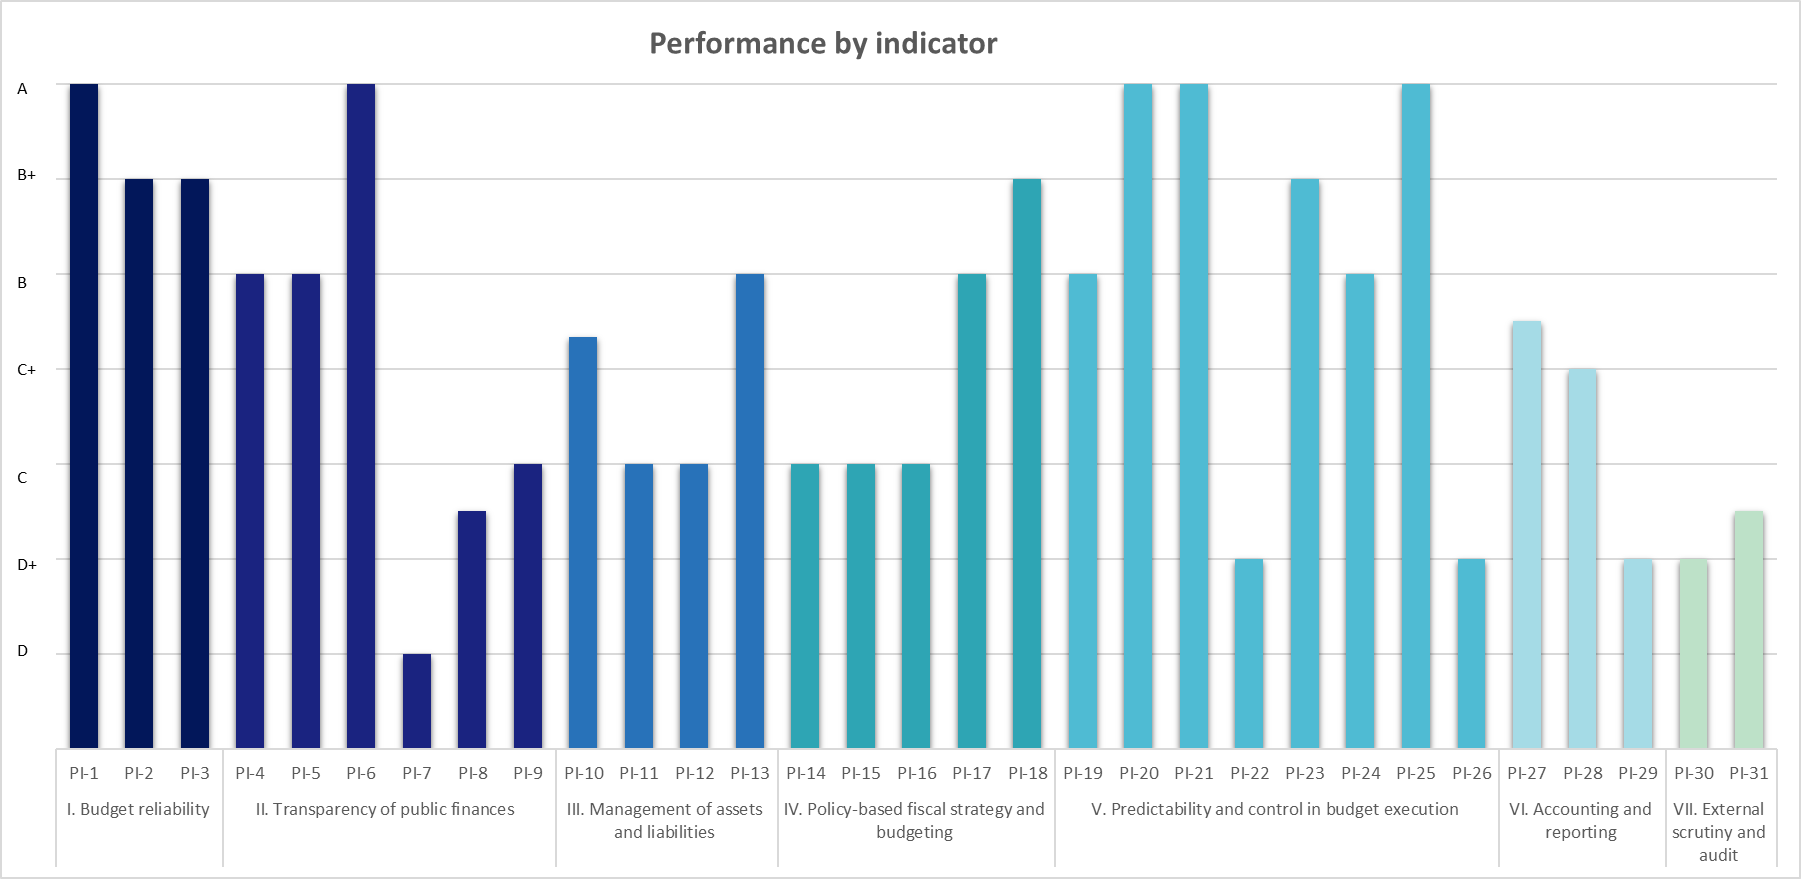 Performance by indicator
A
B+
B
C+
C
D+
D
PI-1 PI-2 PI-3 PI-4 PI-5 PI-6 PI-7 PI-8 PI-9 PI-10 PI-11 PI-12 PI-13 PI-14 PI-15 PI-16 PI-17 PI-18 PI-19 PI-20 PI-21 PI-22 PI-23 PI-24 PI-25 PI-26 PI-27 PI-28 PI-29 PI-30 PI-31
I. Budget reliability
II. Transparency of public finances
III. Management of assets
and liabilities
IV. Policy-based fiscal strategy and
budgeting
V. Predictability and control in budget execution
VI. Accounting and
reporting
VII. External
scrutiny and
audit